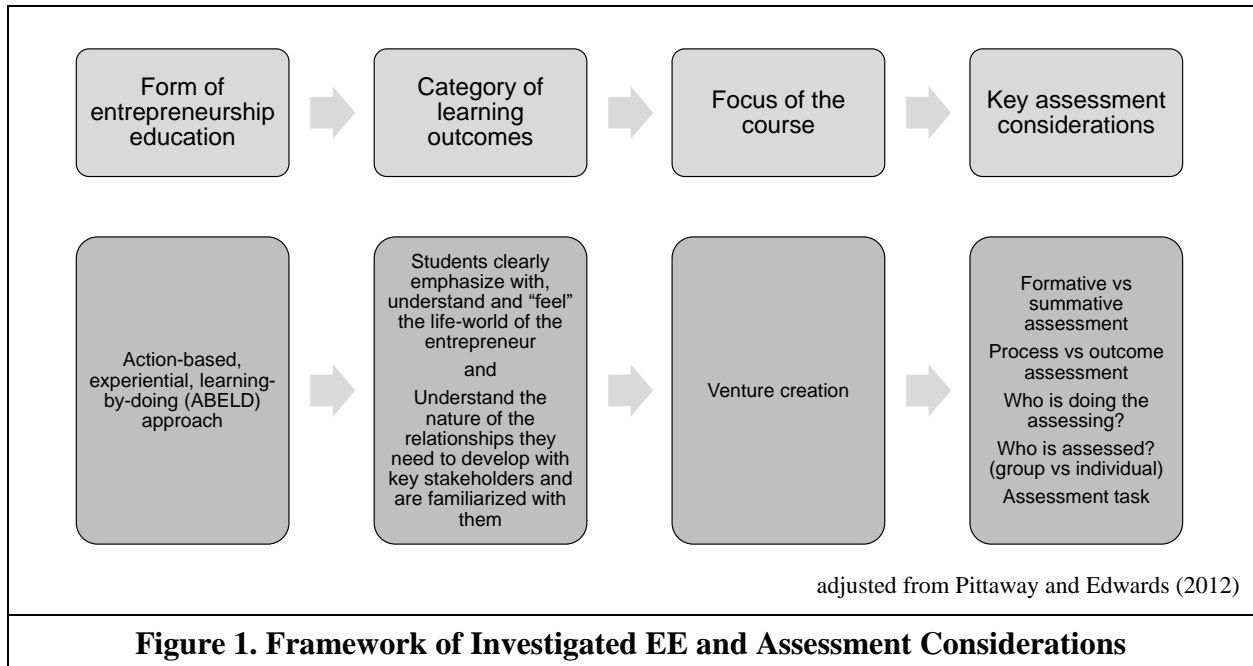 Form of
entrepreneurship
education
Category of
learning
outcomes
Focus of the
course
Key assessment
considerations
Action-based,
experiential, learning-
by-doing (ABELD)
approach
Students clearly
emphasize with,
understand and “feel”
the life-world of the
entrepreneur
and
Understand the
nature of the
relationships they
need to develop with
key stakeholders and
are familiarized with
them
Venture creation
Formative vs
summative
assessment
Process vs outcome
assessment
Who is doing the
assessing?
Who is assessed?
(group vs individual)
Assessment task
adjusted from Pittaway and Edwards (2012)
Figure 1. Framework of Investigated EE and Assessment Considerations